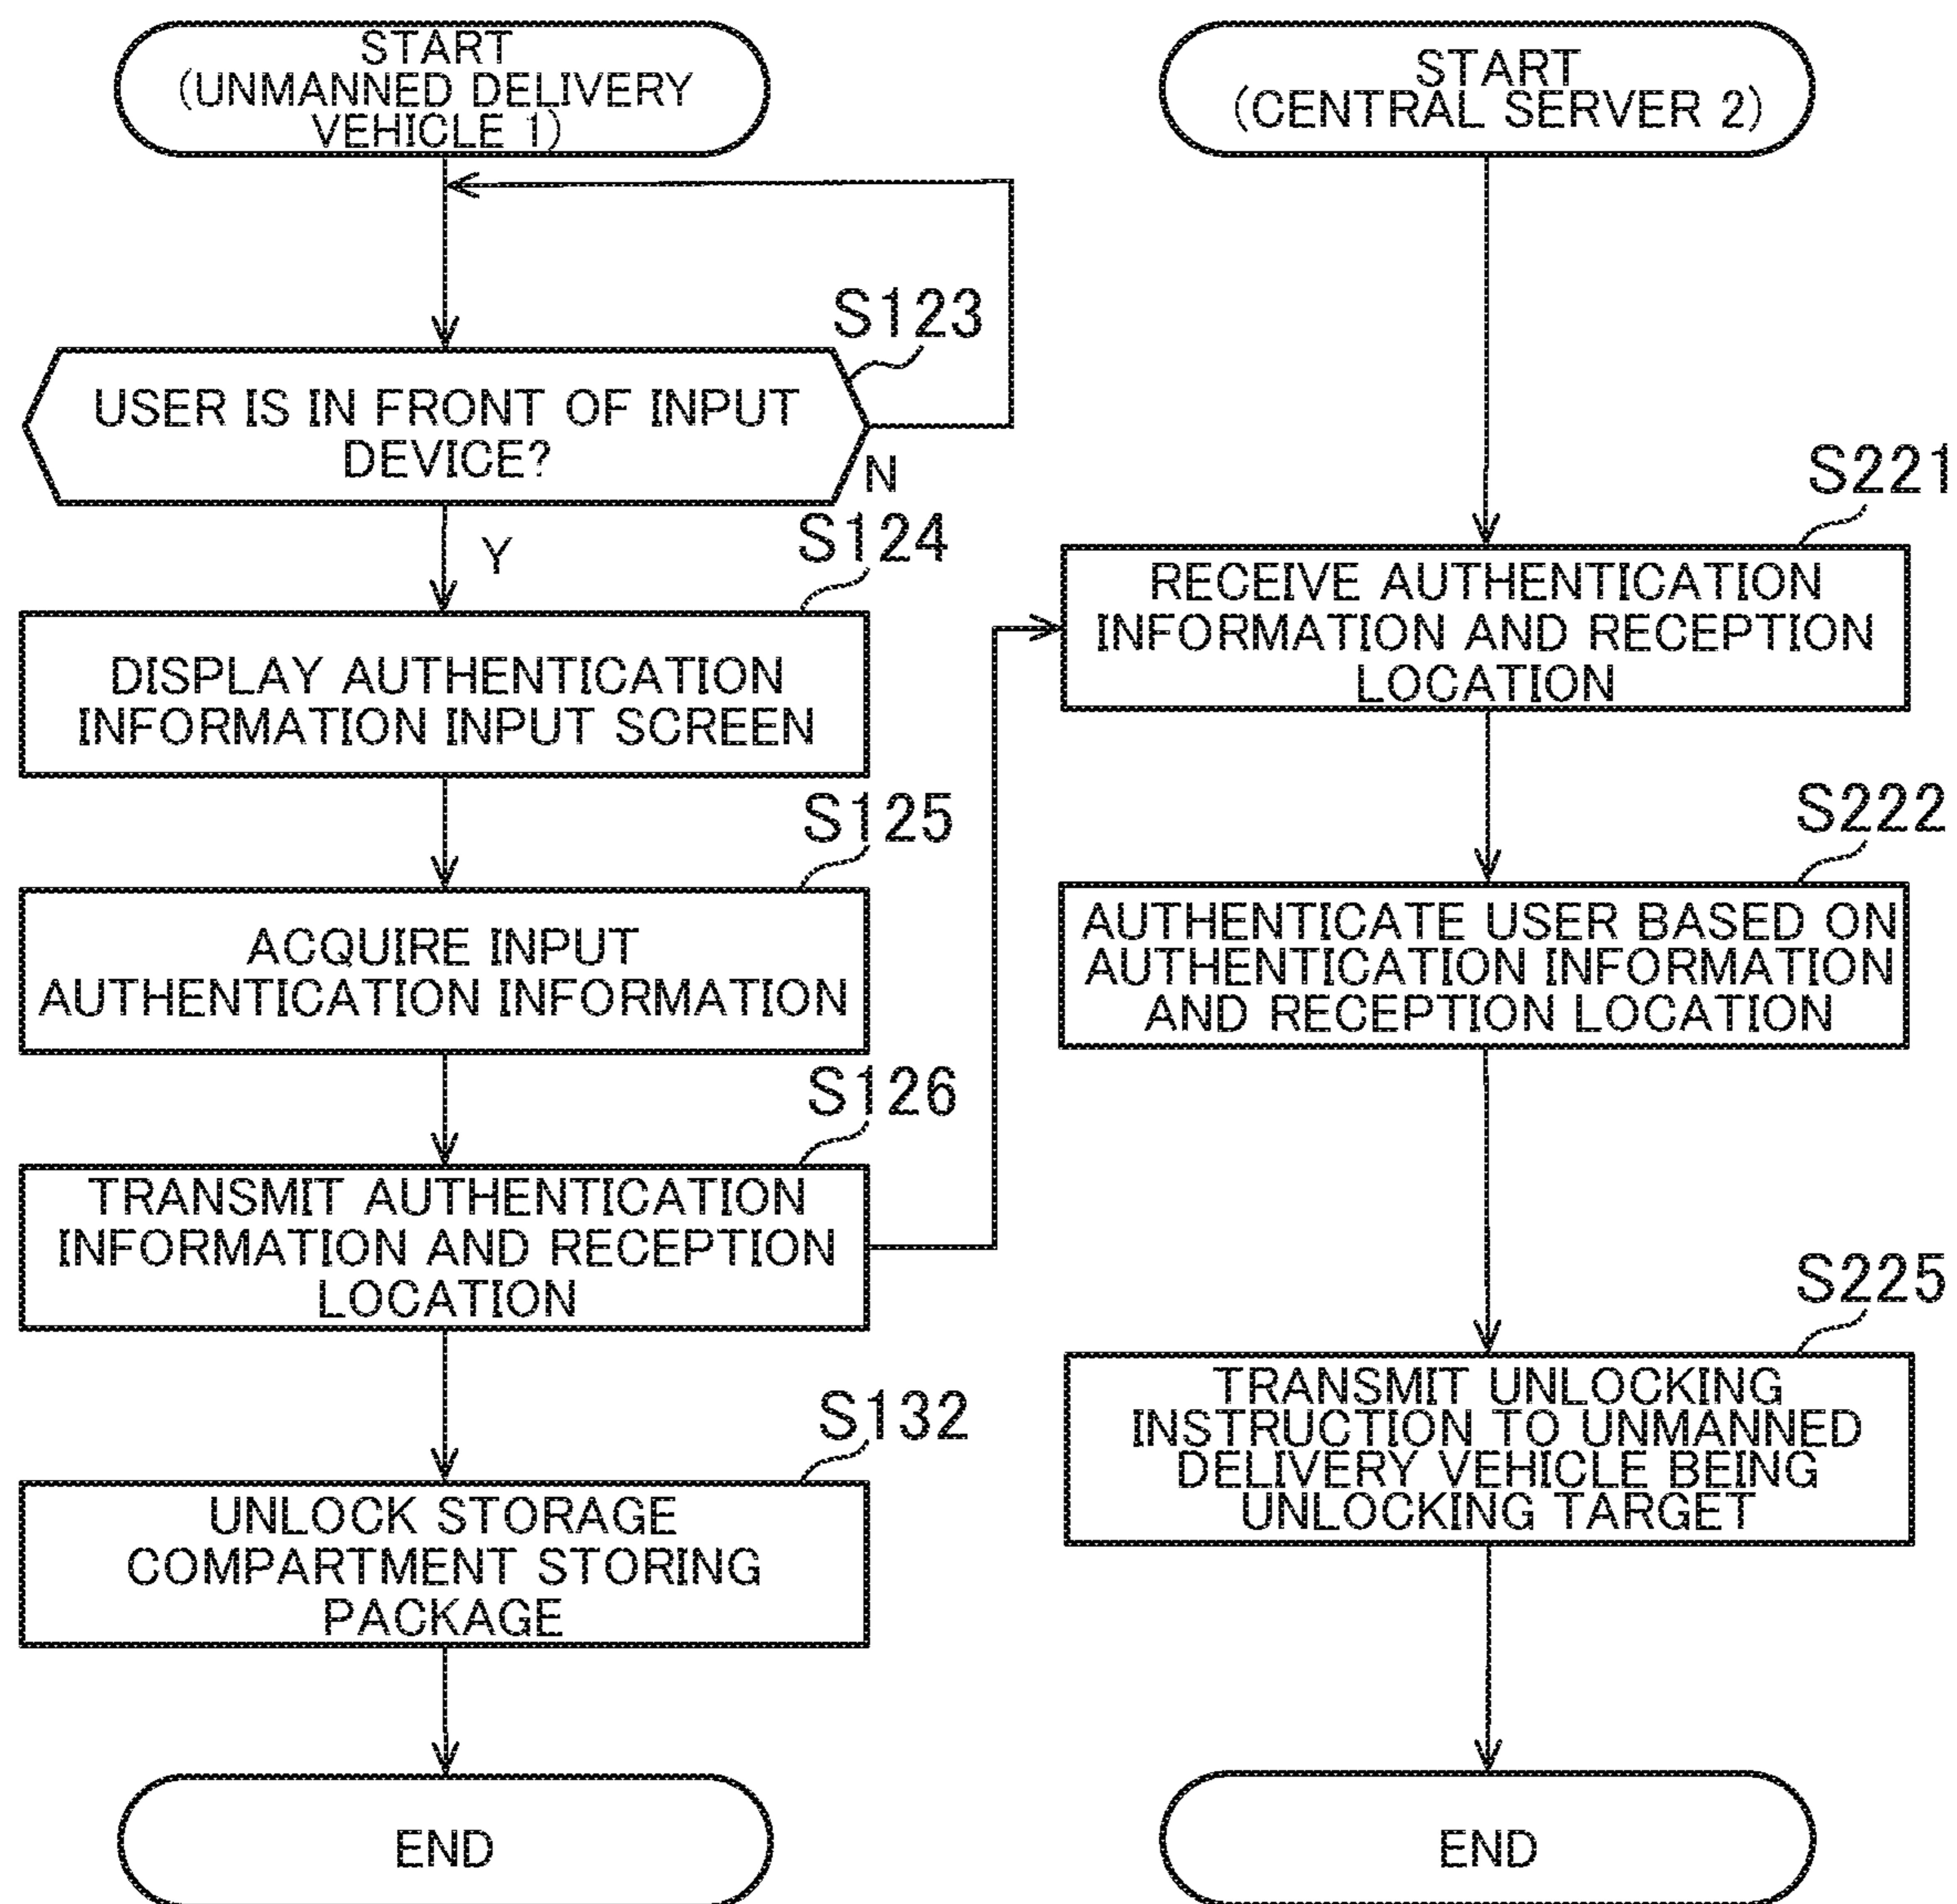 START
(UNMANNED DELIVERY
VEHICLE 1)
S123
USER IS IN FRONT OF INPUT
DEVICE?
N
Y
S124
DISPLAY AUTHENTICATION
INFORMATION INPUT SCREEN
S125
ACQUIRE INPUT
AUTHENTICATION INFORMATION
S126
TRANSMIT AUTHENTICATION
INFORMATION AND RECEPTION
LOCATION
S132
UNLOCK STORAGE
COMPARTMENT STORING
PACKAGE
END
START
(CENTRAL SERVER 2)
S221
RECEIVE AUTHENTICATION
INFORMATION AND RECEPTION
LOCATION
S222
AUTHENTICATE USER BASED ON
AUTHENTICATION INFORMATION
AND RECEPTION LOCATION
S225
TRANSMIT UNLOCKING
INSTRUCTION TO UNMANNED
DELIVERY VEHICLE BEING
UNLOCKING TARGET
END